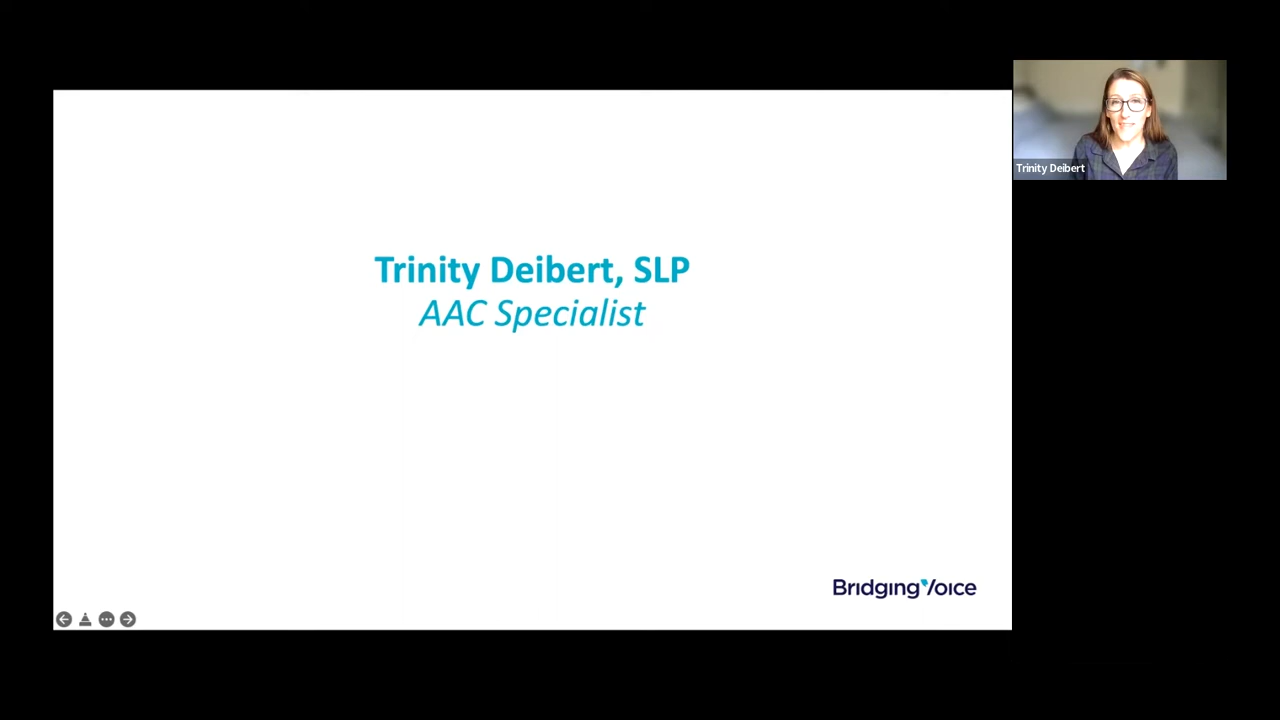 Trinity Deibert
Trinity Deibert, SLP
AAC Specialist
BridgingVoice